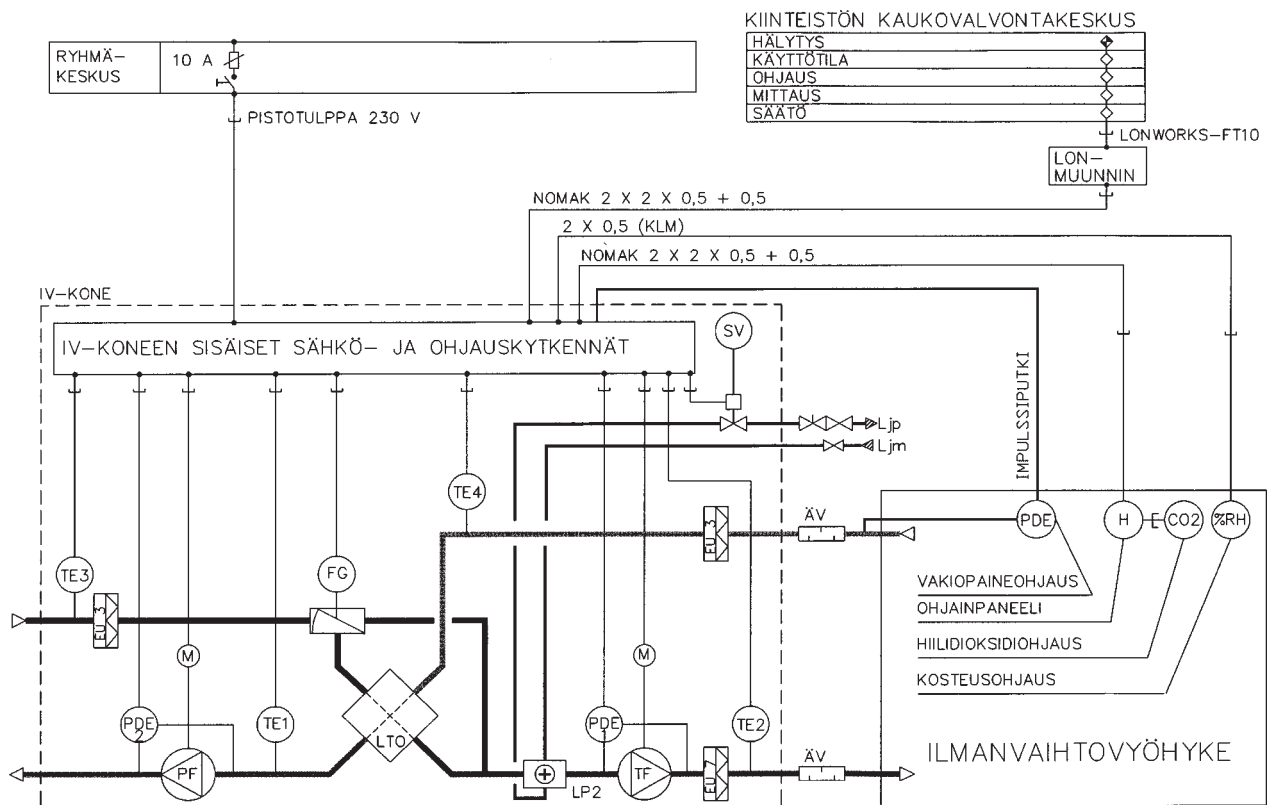 KIINTEISTÖN KAUKOVALVONTAKESKUS
HÄLYTYS
KÄYTTÖTILA
OHJAUS
MITTAUS
SÄÄTÖ
RYHMÄ-
KESKUS
10 A
PISTOTULPPA 230 V
LONWORKS-FT10
LON-
MUUNNIN
NOMAK 2 X 2 X 0,5 + 0,5
2 X 0,5 (KLM)
NOMAK 2 X 2 X 0,5 + 0,5
IV-KONE
IV-KONEEN SISÄISET SÄHKÖ- JA OHJAUSKYTKENNÄT
SV
IMPULSSIPUTKI
Ljp
Ljm
TE4
EU 3
ÄV
PDE
H
E
CO2
%RH
TE3
FG
EU 3
VAKIOPAINEOHJAUS
OHJAINPANEELI
HIILIDIOKSIDIOHJAUS
KOSTEUSOHJAUS
M
M
PDE
2
TE1
LTO
PDE
1
TE2
PF
LP2
TF
EU 7
ÄV
ILMANVAIHTOVYÖHYKE